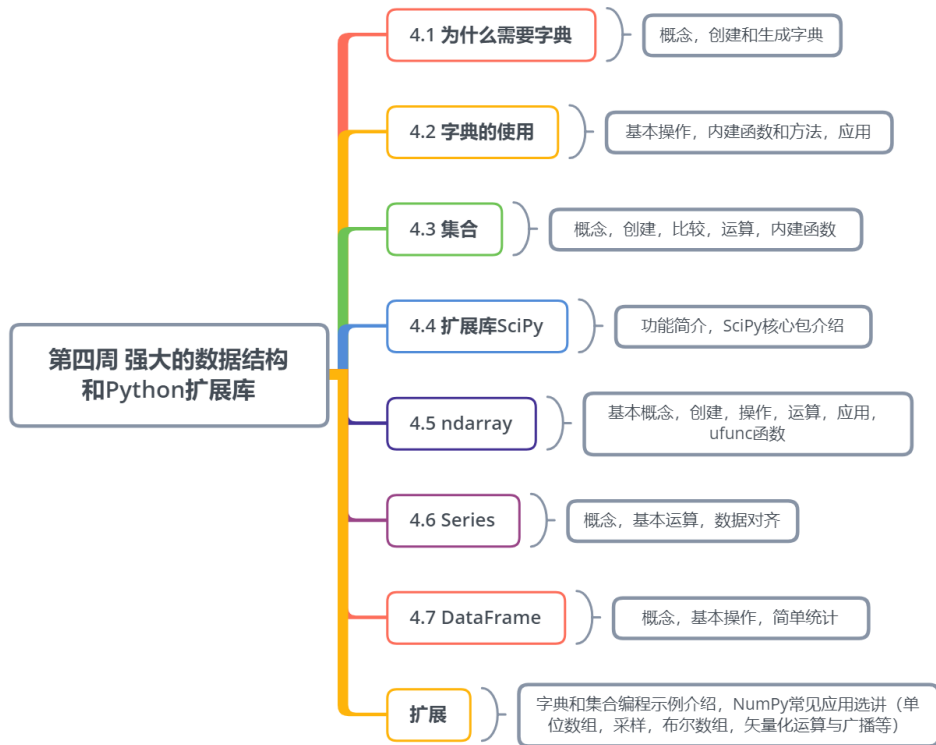 第四周 强大的数据结构
和Python扩展库
4.1 为什么需要字典
概念，创建和生成字典
4.2 字典的使用
基本操作，内建函数和方法，应用
4.3 集合
概念，创建，比较，运算，内建函数
4.4 扩展库SciPy
功能简介，SciPy核心包介绍
4.5 ndarray
基本概念，创建，操作，运算，应用，
ufunc函数
4.6 Series
概念，基本运算，数据对齐
4.7 DataFrame
概念，基本操作，简单统计
扩展
字典和集合编程示例介绍，NumPy常见应用选讲（单
位数组，采样，布尔数组，矢量化运算与广播等）